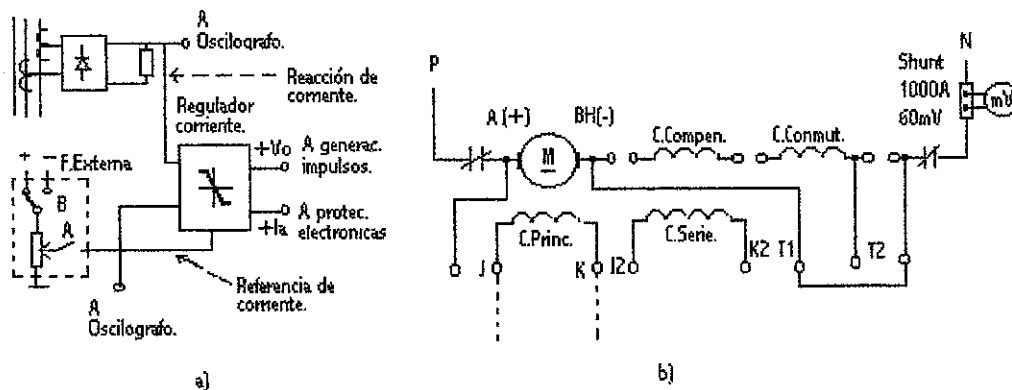 A
Oscilografo.
Reacción de
corriente.
Regulador
corriente.
+Vo
A generac.
impulsos.
+Ia
A protec.
electronicas
+ -
F.Externa
B
A
Referencia de
corriente.
A
Oscilografo.
a)
P
A (+)
BH(-)
M
C.Compen.
C.Conmut.
Shunt
1000A
60mV
N
mV
C.Princ.
C.Serie.
J
K
J2
K2
T1
T2
b)